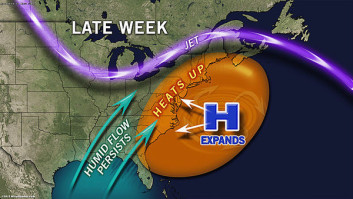 LATE WEEK
JET
HEATS UP
H
EXPANDS
HUMID FLOW
PERSISTS